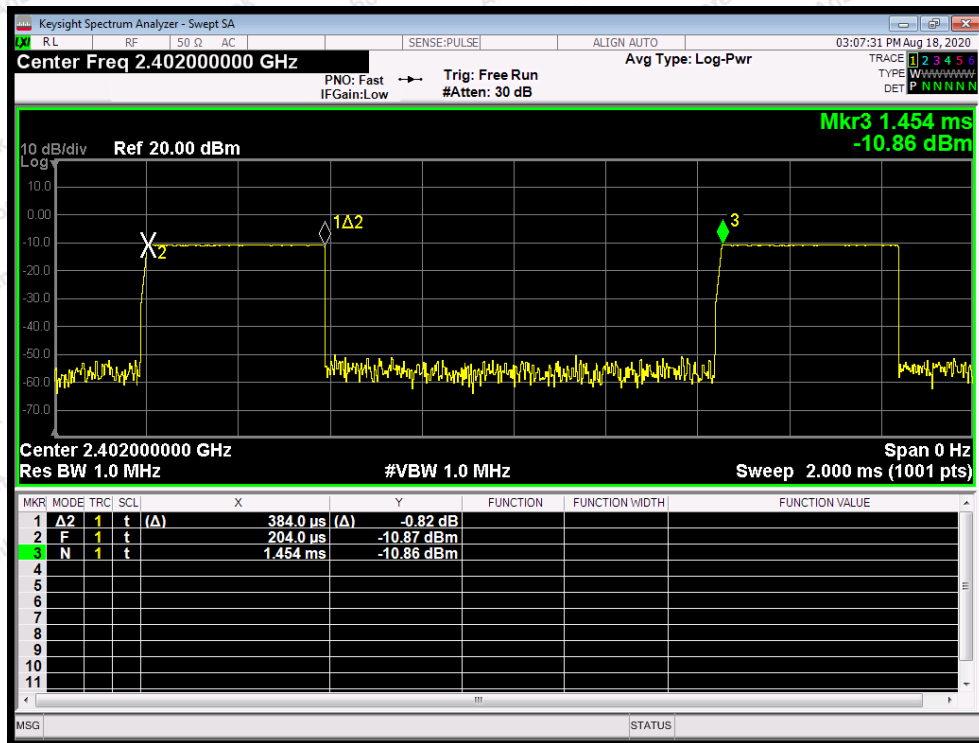 Keysight Spectrum Analyzer - Swept SA
LXI RL RF 50 Ω AC SENSE:PULSE ALIGN AUTO 03:07:31 PM Aug 18, 2020
Center Freq 2.402000000 GHz Avg Type: Log-Pwr TRACE 1 2 3 4 5 6
PNO: Fast Trig: Free Run TYPE WWWWWW
IFGain:Low #Atten: 30 dB DET P N N N N N
Mkr3 1.454 ms
10 dB/div Ref 20.00 dBm -10.86 dBm
Log
10.0
0.00
1Δ2
3
-10.0
2
-20.0
-30.0
-40.0
-50.0
-60.0
-70.0
Center 2.402000000 GHz Span 0 Hz
Res BW 1.0 MHz #VBW 1.0 MHz Sweep 2.000 ms (1001 pts)
MKR MODE TRC SCL X Y FUNCTION FUNCTION WIDTH FUNCTION VALUE
1 Δ2 1 t (Δ) 384.0 µs (Δ) -0.82 dB
2 F 1 t 204.0 µs -10.87 dBm
3 N 1 t 1.454 ms -10.86 dBm
4
5
6
7
8
9
10
11
MSG STATUS